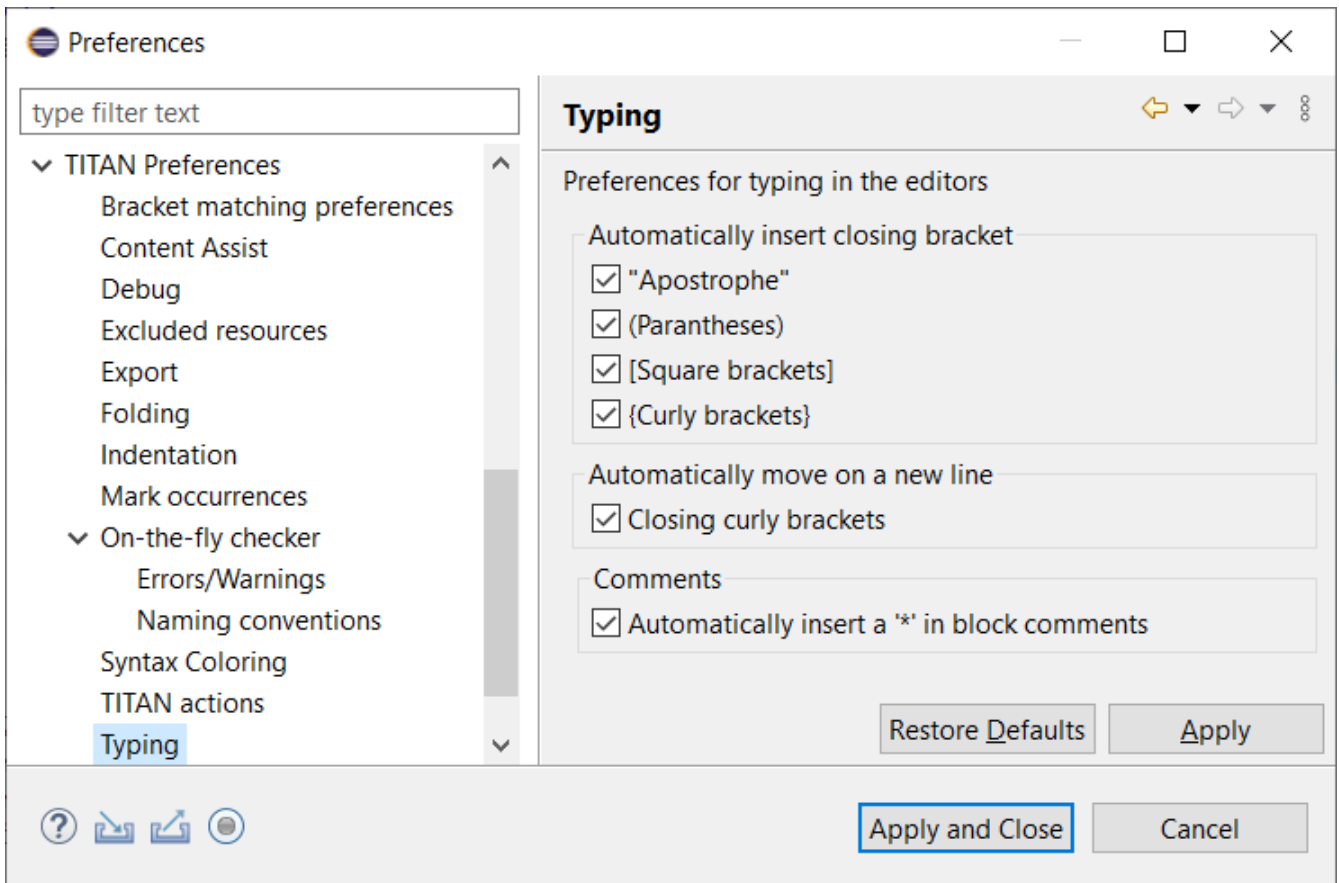 Preferences
type filter text
TITAN Preferences
Bracket matching preferences
Content Assist
Debug
Excluded resources
Export
Folding
Indentation
Mark occurrences
On-the-fly checker
Errors/Warnings
Naming conventions
Syntax Coloring
TITAN actions
Typing
Typing
Preferences for typing in the editors
Automatically insert closing bracket
"Apostrophe"
(Parantheses)
[Square brackets]
{Curly brackets}
Automatically move on a new line
Closing curly brackets
Comments
Automatically insert a '*' in block comments
Restore Defaults
Apply
Apply and Close
Cancel